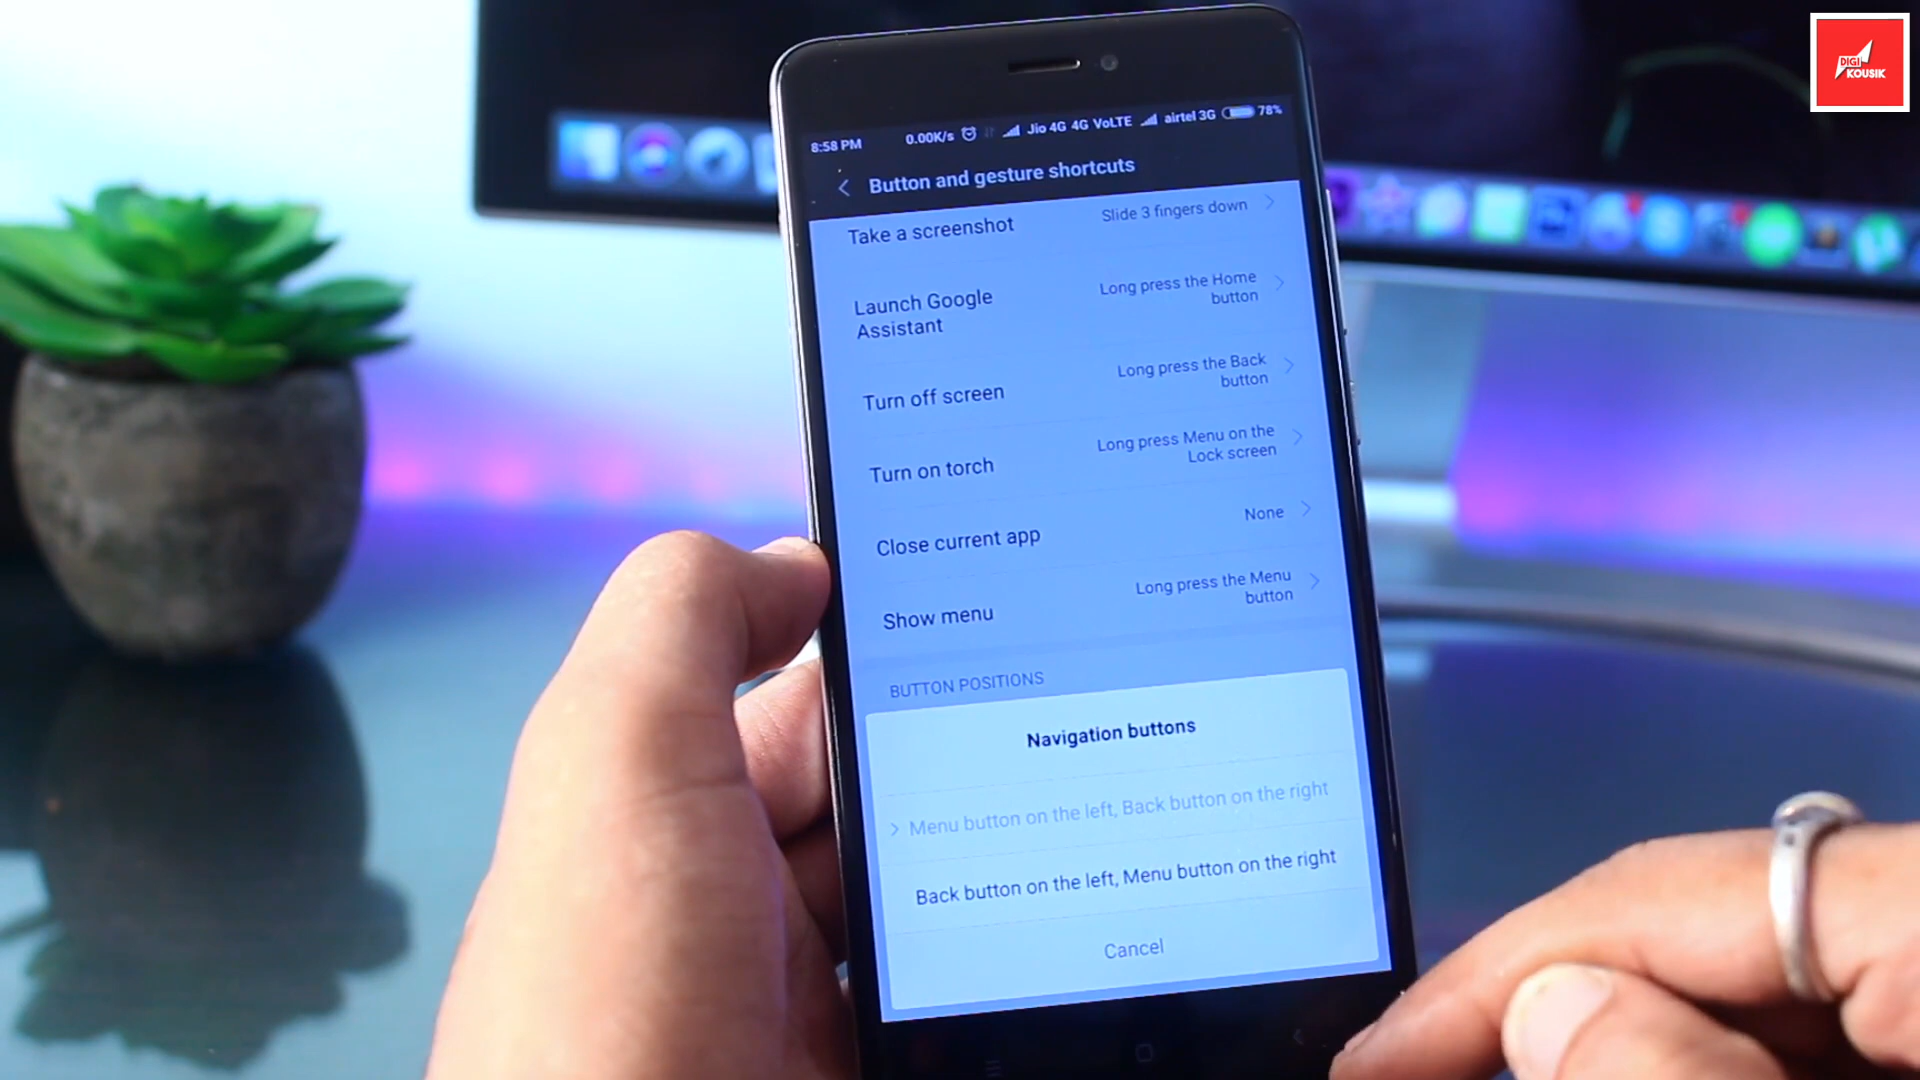 DIGI
KOUSIK
8:58 PM 0.00K/s Jio 4G 4G VoLTE airtel 3G 78%
Button and gesture shortcuts
Take a screenshot Slide 3 fingers down
Launch Google
Assistant
Long press the Home
button
Turn off screen
Long press the Back
button
Turn on torch
Long press Menu on the
Lock screen
Close current app None
Show menu
Long press the Menu
button
BUTTON POSITIONS
Navigation buttons
Menu button on the left, Back button on the right
Back button on the left, Menu button on the right
Cancel